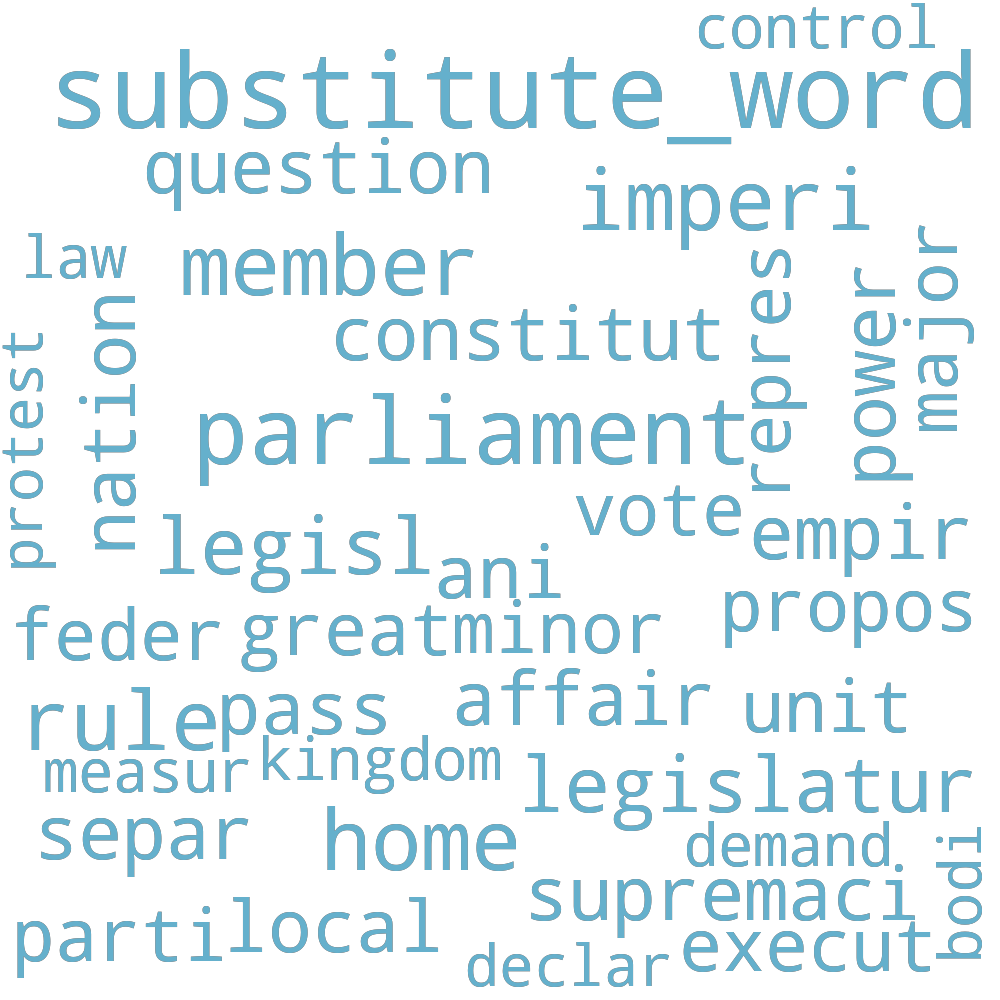 control
substitute_word
question
imperi
law
member
repres
power
major
nation
constitut
protest
parliament
vote
empir
legisl
ani
propos
feder
great
minor
affair
unit
rule
pass
measur
kingdom
legislatur
separ
home
demand
bodi
supremaci
parti
local
execut
declar